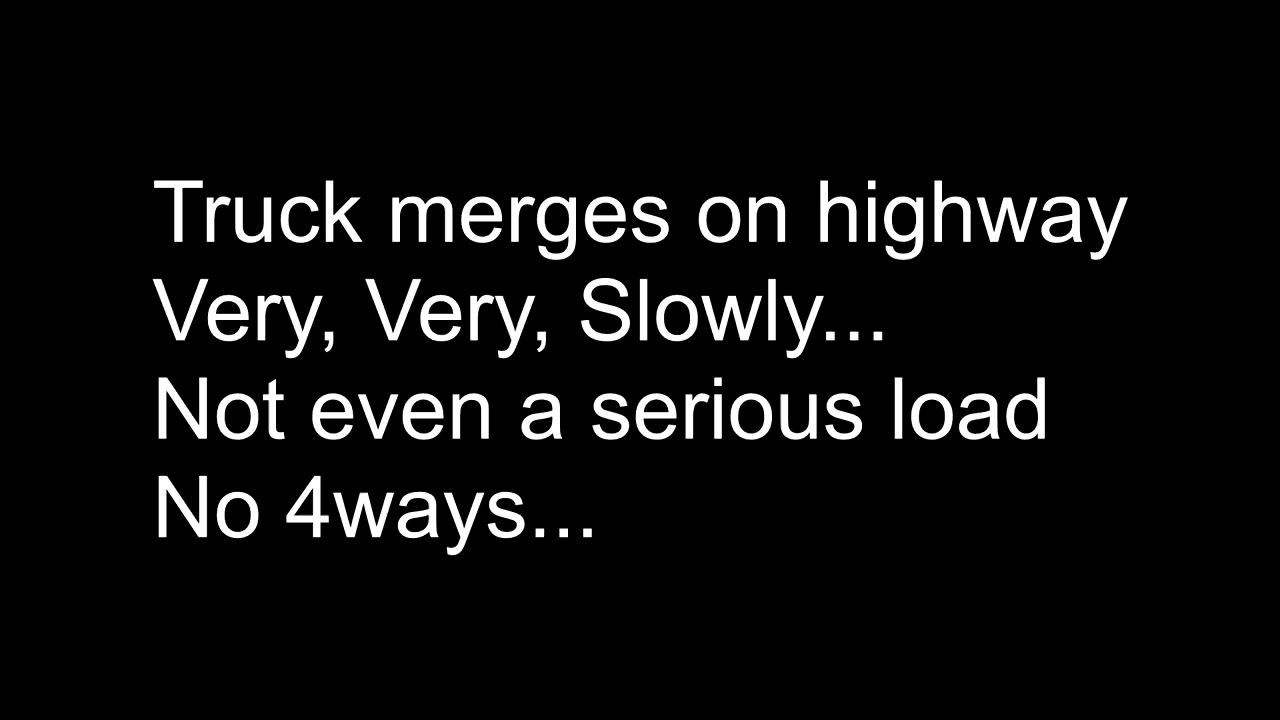 Truck merges on highway
Very, Very, Slowly...
Not even a serious load
No 4ways...